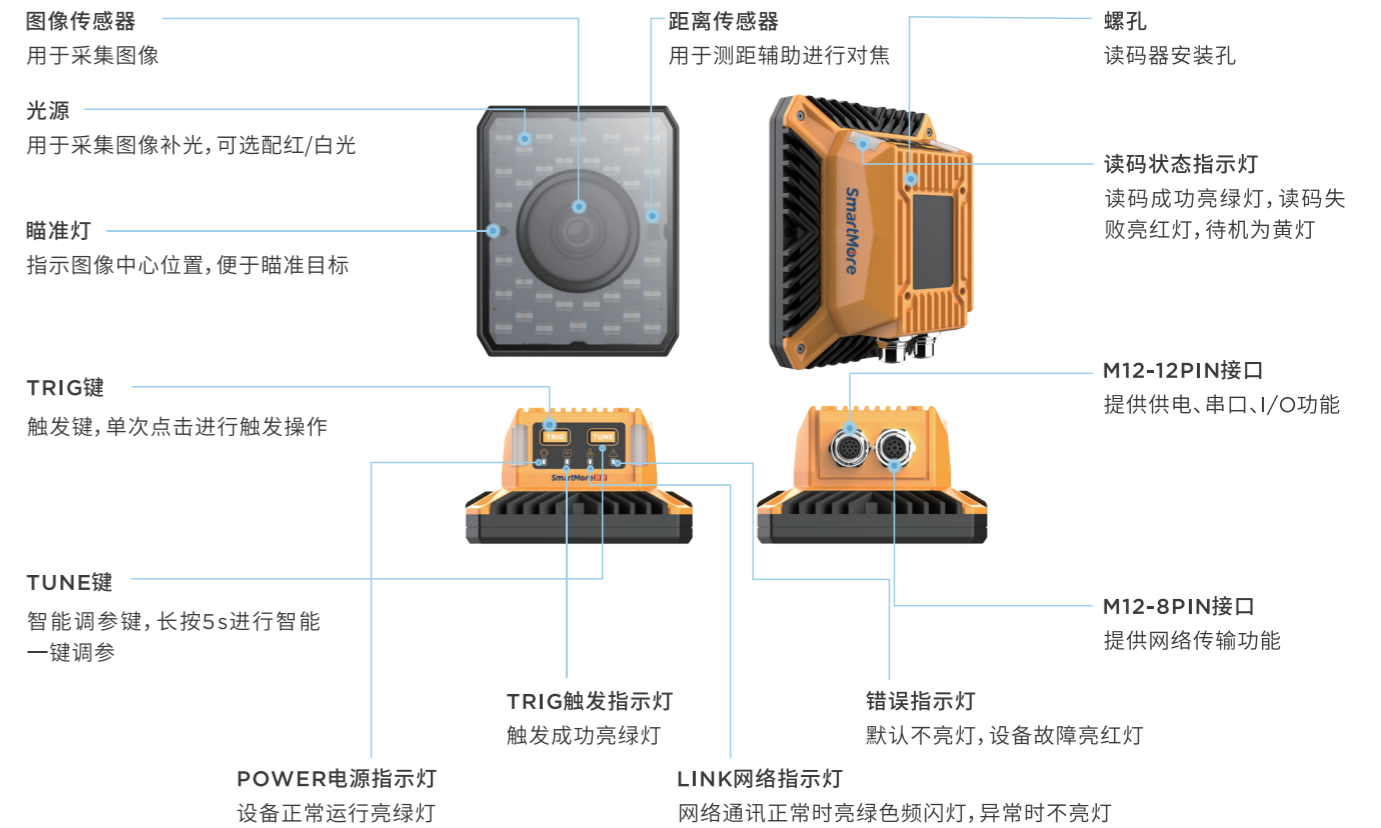 图像传感器
用于采集图像
距离传感器
用于测距辅助进行对焦
螺孔
读码器安装孔
光源
用于采集图像补光,可选配红/白光
读码状态指示灯
读码成功亮绿灯,读码失
败亮红灯,待机为黄灯
瞄准灯
指示图像中心位置,便于瞄准目标
SmartMore
TRIG键
触发键,单次点击进行触发操作
M12-12PIN接口
提供供电、串口、I/O功能
TRIG
TUNE
SmartMore
TUNE键
智能调参键,长按5s进行智能
一键调参
M12-8PIN接口
提供网络传输功能
TRIG触发指示灯
触发成功亮绿灯
错误指示灯
默认不亮灯,设备故障亮红灯
POWER电源指示灯
设备正常运行亮绿灯
LINK网络指示灯
网络通讯正常时亮绿色频闪灯,异常时不亮灯